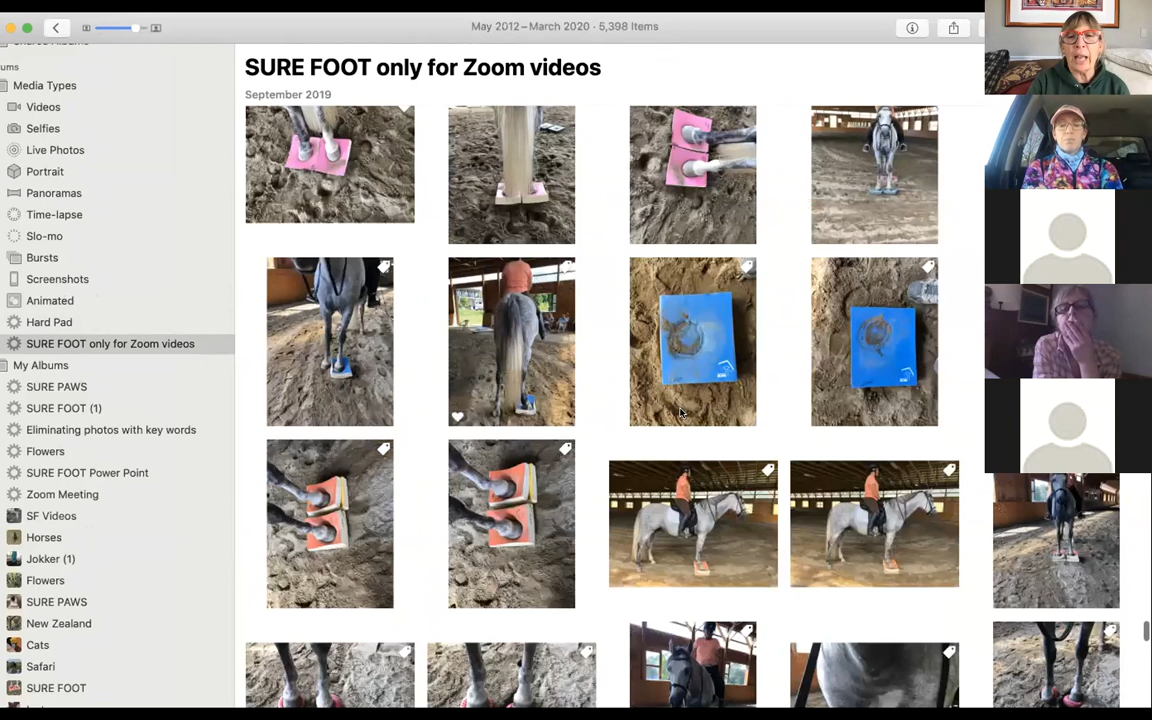 May 2012–March 2020 · 5,398 Items
SURE FOOT only for Zoom videos
September 2019
Shared Albums
ums
Media Types
Videos
Selfies
Live Photos
Portrait
Panoramas
Time-lapse
Slo-mo
Bursts
Screenshots
Animated
Hard Pad
SURE FOOT only for Zoom videos
My Albums
SURE PAWS
SURE FOOT (1)
Eliminating photos with key words
Flowers
SURE FOOT Power Point
Zoom Meeting
SF Videos
Horses
Jokker (1)
Flowers
SURE PAWS
New Zealand
Cats
Safari
SURE FOOT